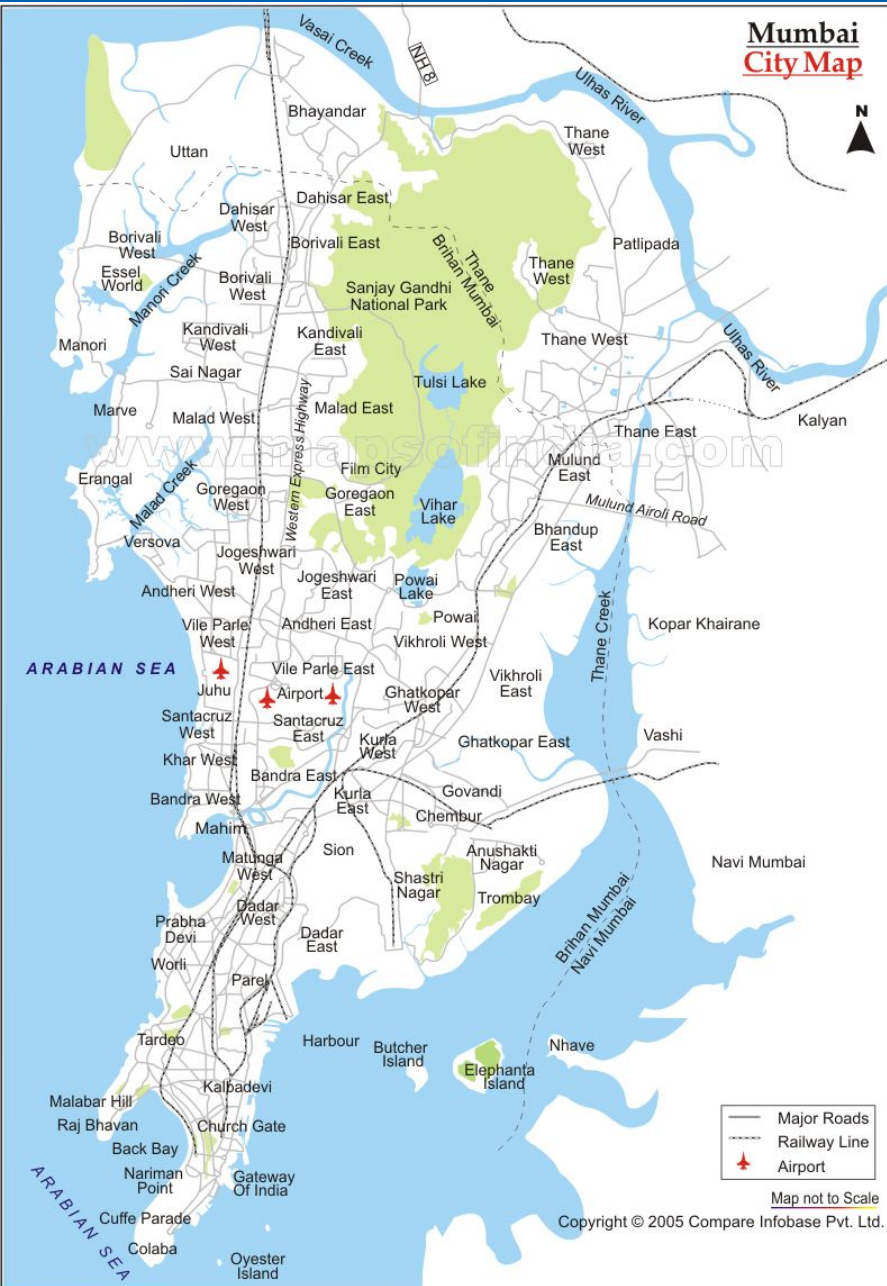 Mumbai
City Map
N
Vasai Creek
NH 8
Ulhas River
Bhayandar
Thane
West
Uttan
Dahisar East
Dahisar
West
Borivali
West
Borivali East
Patlipada
Thane
Brihan Mumbai
Essel
World
Manori Creek
Borivali
West
Thane
West
Sanjay Gandhi
National Park
Kandivali
West
Kandivali
East
Manori
Thane West
Ulhas River
Sai Nagar
Tulsi Lake
Marve
Malad West
Western Express Highway
Malad East
Kalyan
Thane East
www.mapsofindia.com
Erangal
Malad Creek
Goregaon
West
Film City
Goregaon
East
Mulund
East
Vihar
Lake
Mulund Airoli Road
Versova
Bhandup
East
Jogeshwari
West
Jogeshwari
East
Powai
Lake
Andheri West
Thane Creek
Vile Parle
West
Andheri East
Powai
Kopar Khairane
Vikhroli West
ARABIAN SEA
Vile Parle East
Juhu
Airport
Ghatkopar
West
Vikhroli
East
Santacruz
West
Santacruz
East
Kurla
West
Ghatkopar East
Vashi
Khar West
Bandra East
Bandra West
Kurla
East
Govandi
Chembur
Mahim
Matunga
West
Sion
Anushakti
Nagar
Navi Mumbai
Shastri
Nagar
Trombay
Dadar
West
Prabha
Devi
Dadar
East
Brihan Mumbai
Navi Mumbai
Worli
Parel
Tardeo
Harbour
Butcher
Island
Nhave
Elephanta
Island
Kalbadevi
Malabar Hill
Raj Bhavan
Church Gate
Back Bay
Nariman
Point
Gateway
Of India
ARABIAN SEA
Cuffe Parade
Colaba
Oyester
Island
Major Roads
Railway Line
Airport
Map not to Scale
Copyright © 2005 Compare Infobase Pvt. Ltd.